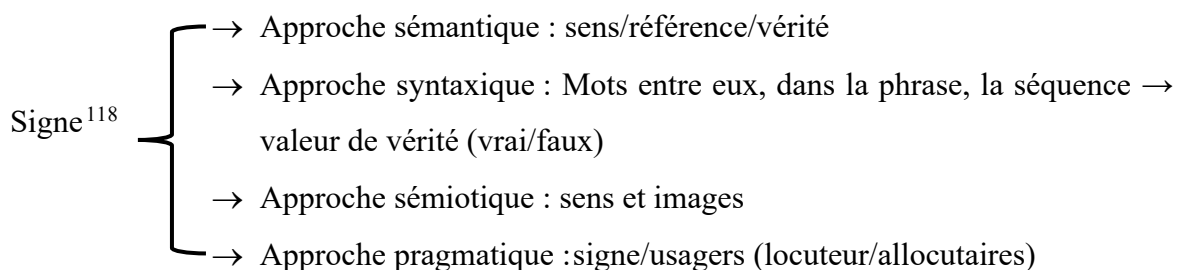 → Approche sémantique : sens/référence/vérité
→ Approche syntaxique : Mots entre eux, dans la phrase, la séquence →
Signe118
valeur de vérité (vrai/faux)
→ Approche sémiotique : sens et images
→ Approche pragmatique :signe/usagers (locuteur/allocutaires)